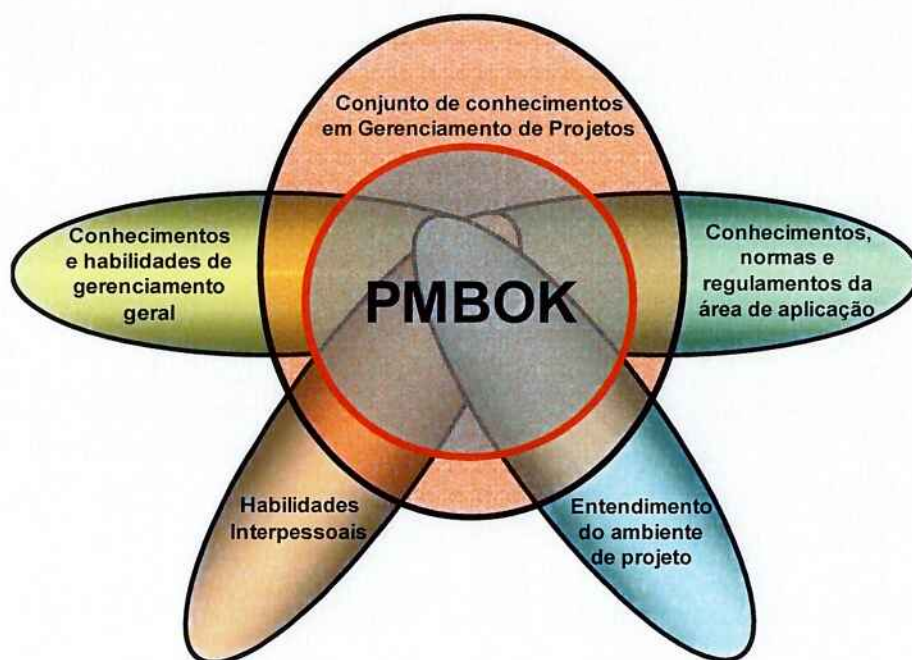 Conjunto de conhecimentos
em Gerenciamento de Projetos
Conhecimentos
e habilidades de
gerenciamento
geral
PMBOK
Conhecimentos,
normas e
regulamentos da
área de aplicação
Habilidades
Interpessoais
Entendimento
do ambiente
de projeto